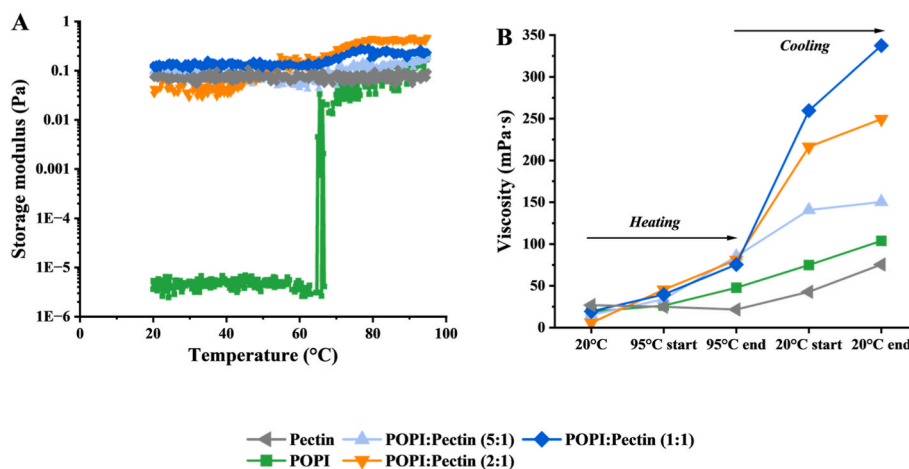 A
Storage modulus (Pa)
1
0.1
0.01
0.001
1E−4
1E−5
1E−6
0 20 40 60 80 100
Temperature (°C)
B
Viscosity (mPa·s)
350
300
250
200
150
100
50
0
Cooling
Heating
20°C 95°C start 95°C end 20°C start 20°C end
Pectin POPI:Pectin (5:1) POPI:Pectin (1:1)
POPI POPI:Pectin (2:1)